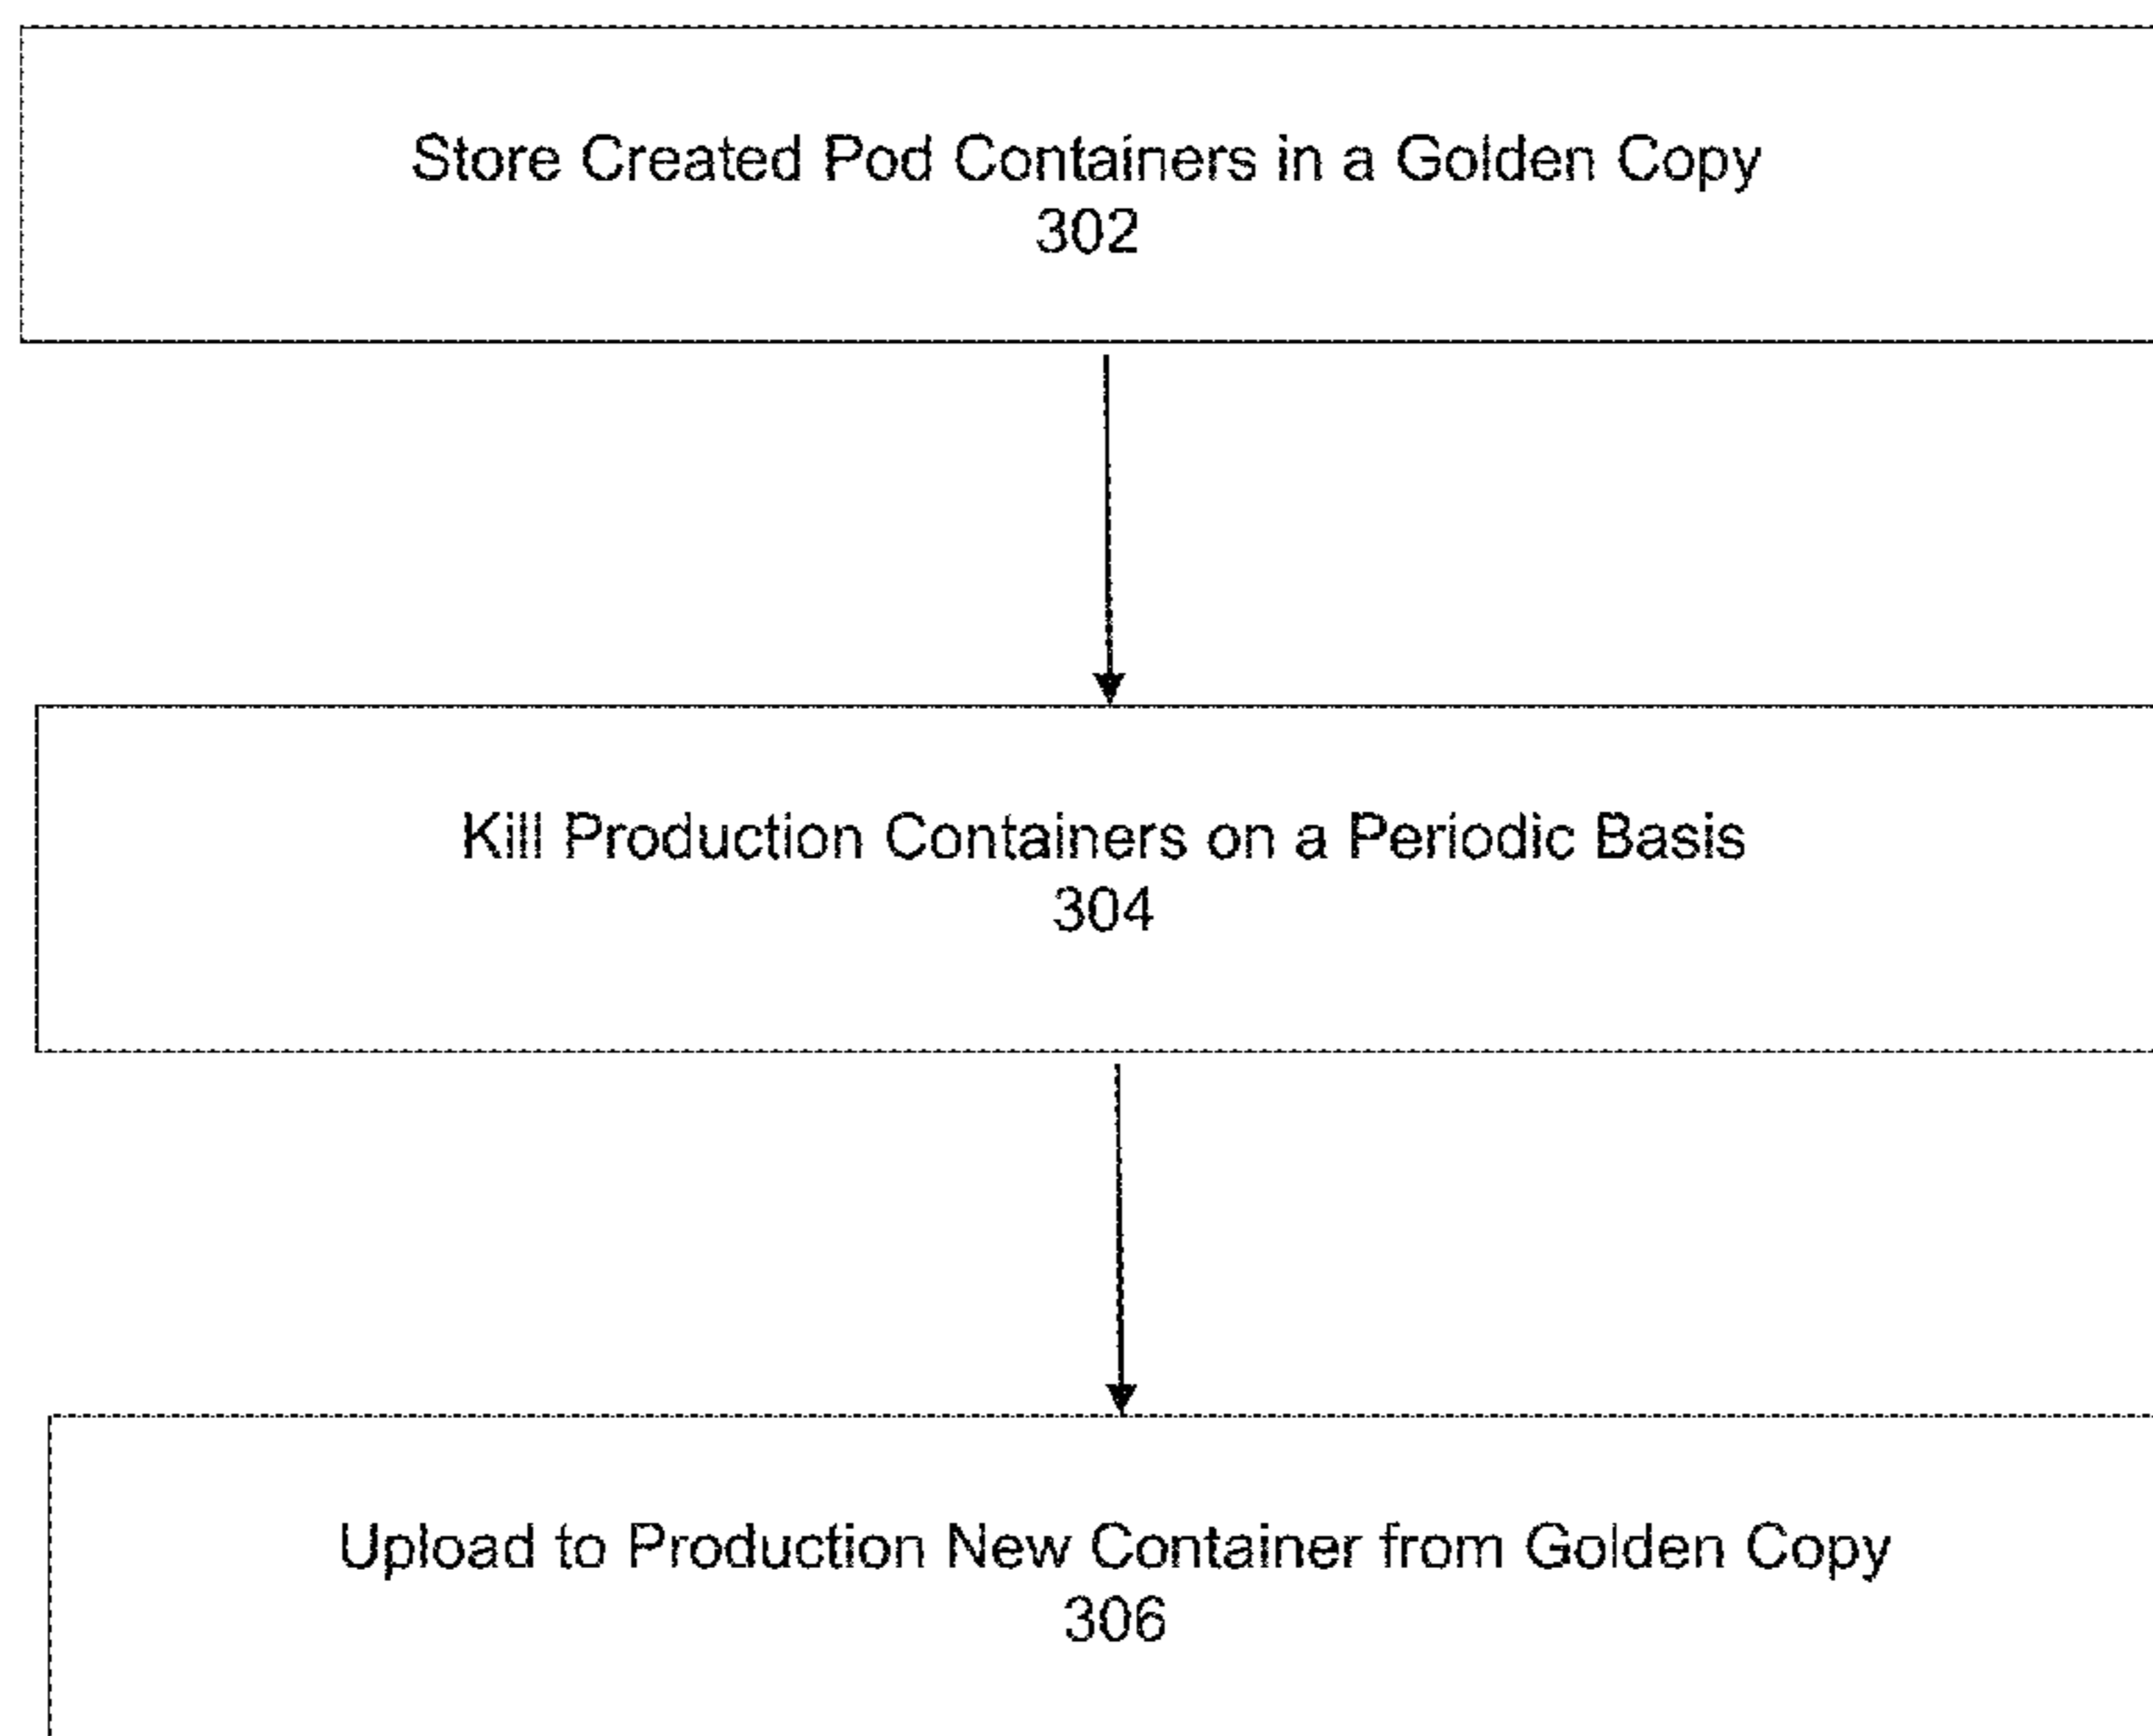 Store Created Pod Containers in a Golden Copy
302
Kill Production Containers on a Periodic Basis
304
Upload to Production New Container from Golden Copy
306